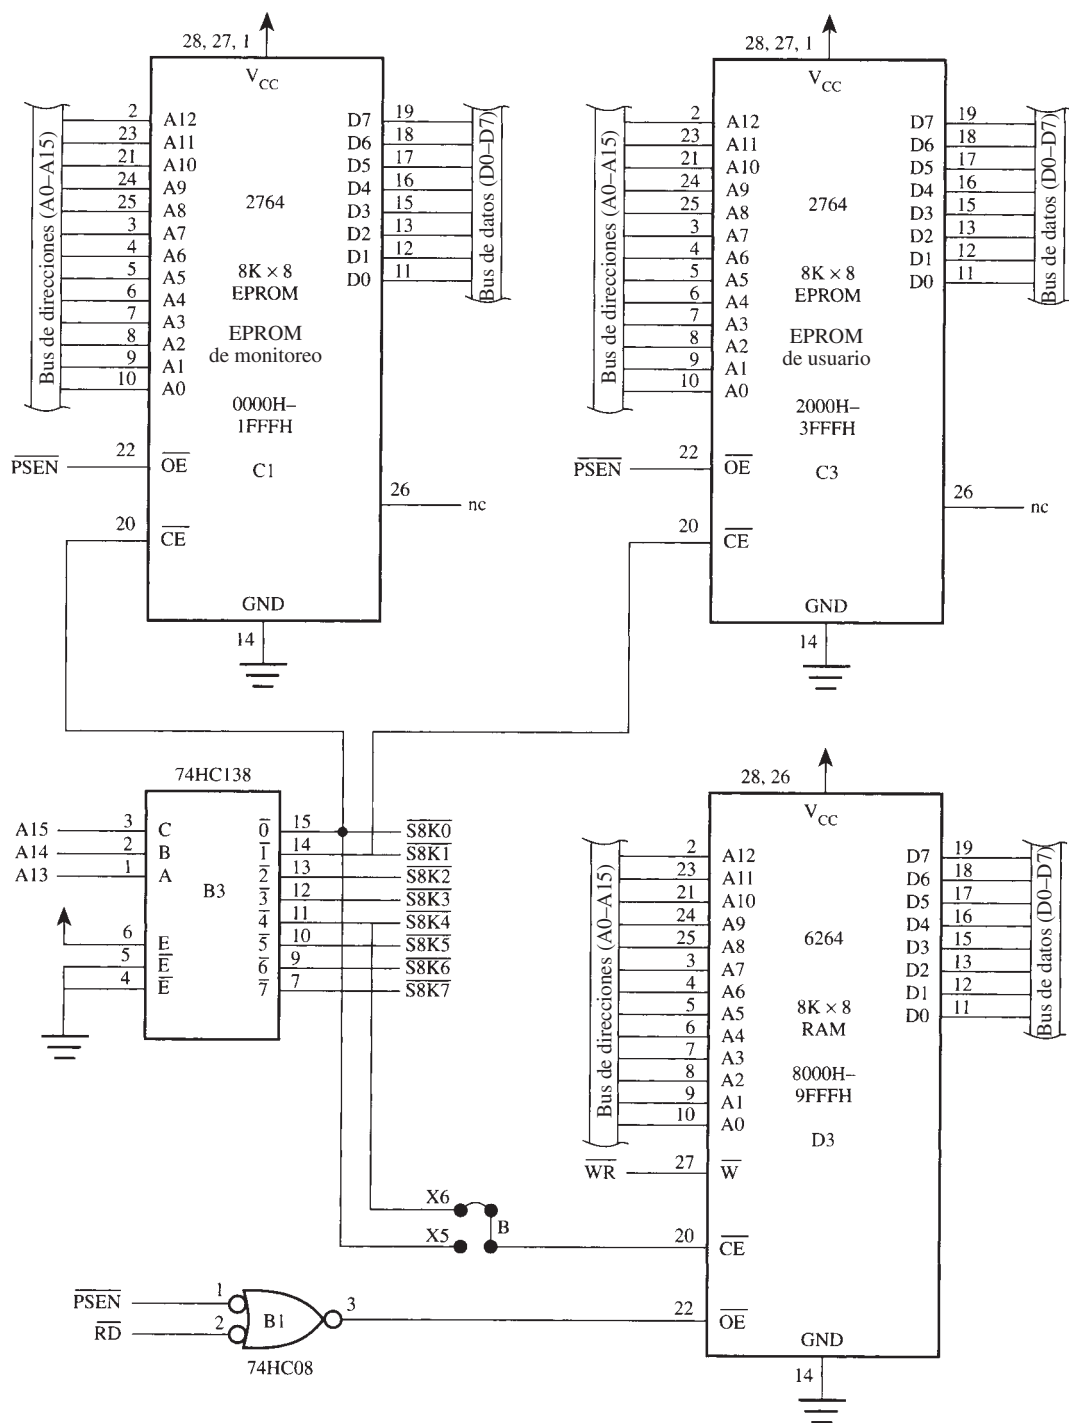 28, 27, 1
V_CC
Bus de direcciones (A0–A15)
2 A12
23 A11
21 A10
24 A9
25 A8
3 A7
4 A6
5 A5
6 A4
7 A3
8 A2
9 A1
10 A0
D7 19
D6 18
D5 17
D4 16
D3 15
D2 13
D1 12
D0 11
Bus de datos (D0–D7)
2764
8K × 8
EPROM
EPROM
de monitoreo
0000H–
1FFFH
C1
PSEN 22 OE
26 nc
20 CE
GND
14
28, 27, 1
V_CC
Bus de direcciones (A0–A15)
2 A12
23 A11
21 A10
24 A9
25 A8
3 A7
4 A6
5 A5
6 A4
7 A3
8 A2
9 A1
10 A0
D7 19
D6 18
D5 17
D4 16
D3 15
D2 13
D1 12
D0 11
Bus de datos (D0–D7)
2764
8K × 8
EPROM
EPROM
de usuario
2000H–
3FFFH
C3
PSEN 22 OE
26 nc
20 CE
GND
14
74HC138
A15 3 C
A14 2 B
A13 1 A
B3
6 E
5 E
4 E
0 15 S8K0
1 14 S8K1
2 13 S8K2
3 12 S8K3
4 11 S8K4
5 10 S8K5
6 9 S8K6
7 7 S8K7
28, 26
V_CC
Bus de direcciones (A0–A15)
2 A12
23 A11
21 A10
24 A9
25 A8
3 A7
4 A6
5 A5
6 A4
7 A3
8 A2
9 A1
10 A0
D7 19
D6 18
D5 17
D4 16
D3 15
D2 13
D1 12
D0 11
Bus de datos (D0–D7)
6264
8K × 8
RAM
8000H–
9FFFH
D3
WR 27 W
X6
X5
B
20 CE
PSEN 1
RD 2
B1
3
74HC08
22 OE
GND
14